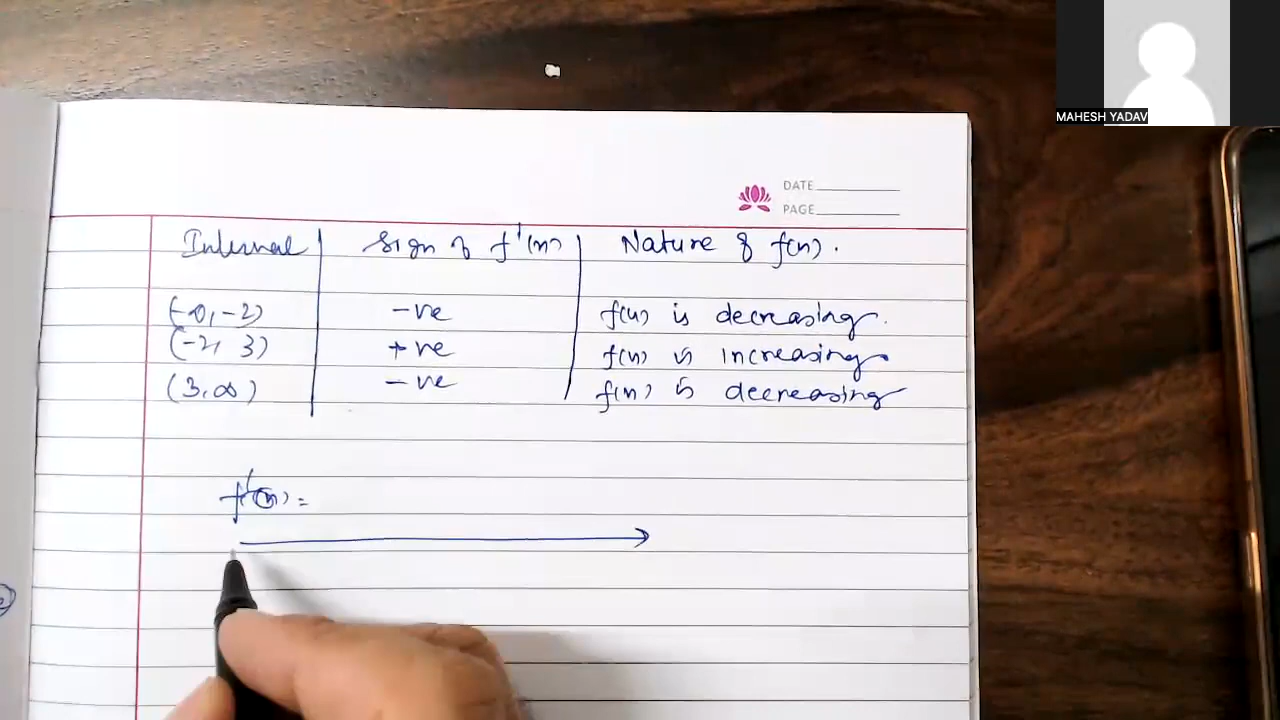 MAHESH YADAV
DATE
PAGE
Interval | Sign of f'(x) | Nature of f(x).
(-∞, -2) -ve f(x) is decreasing.
(-2, 3) +ve f(x) is increasing.
(3, ∞) -ve f(x) is decreasing
f'(x) =